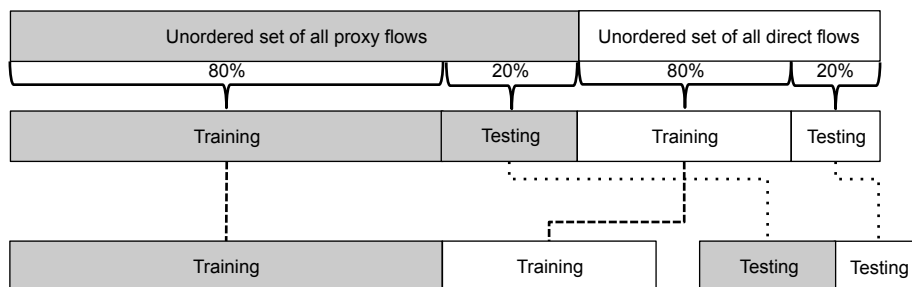 Unordered set of all proxy flows Unordered set of all direct flows
80% 20% 80% 20%
Training Testing Training Testing
Training Training Testing Testing